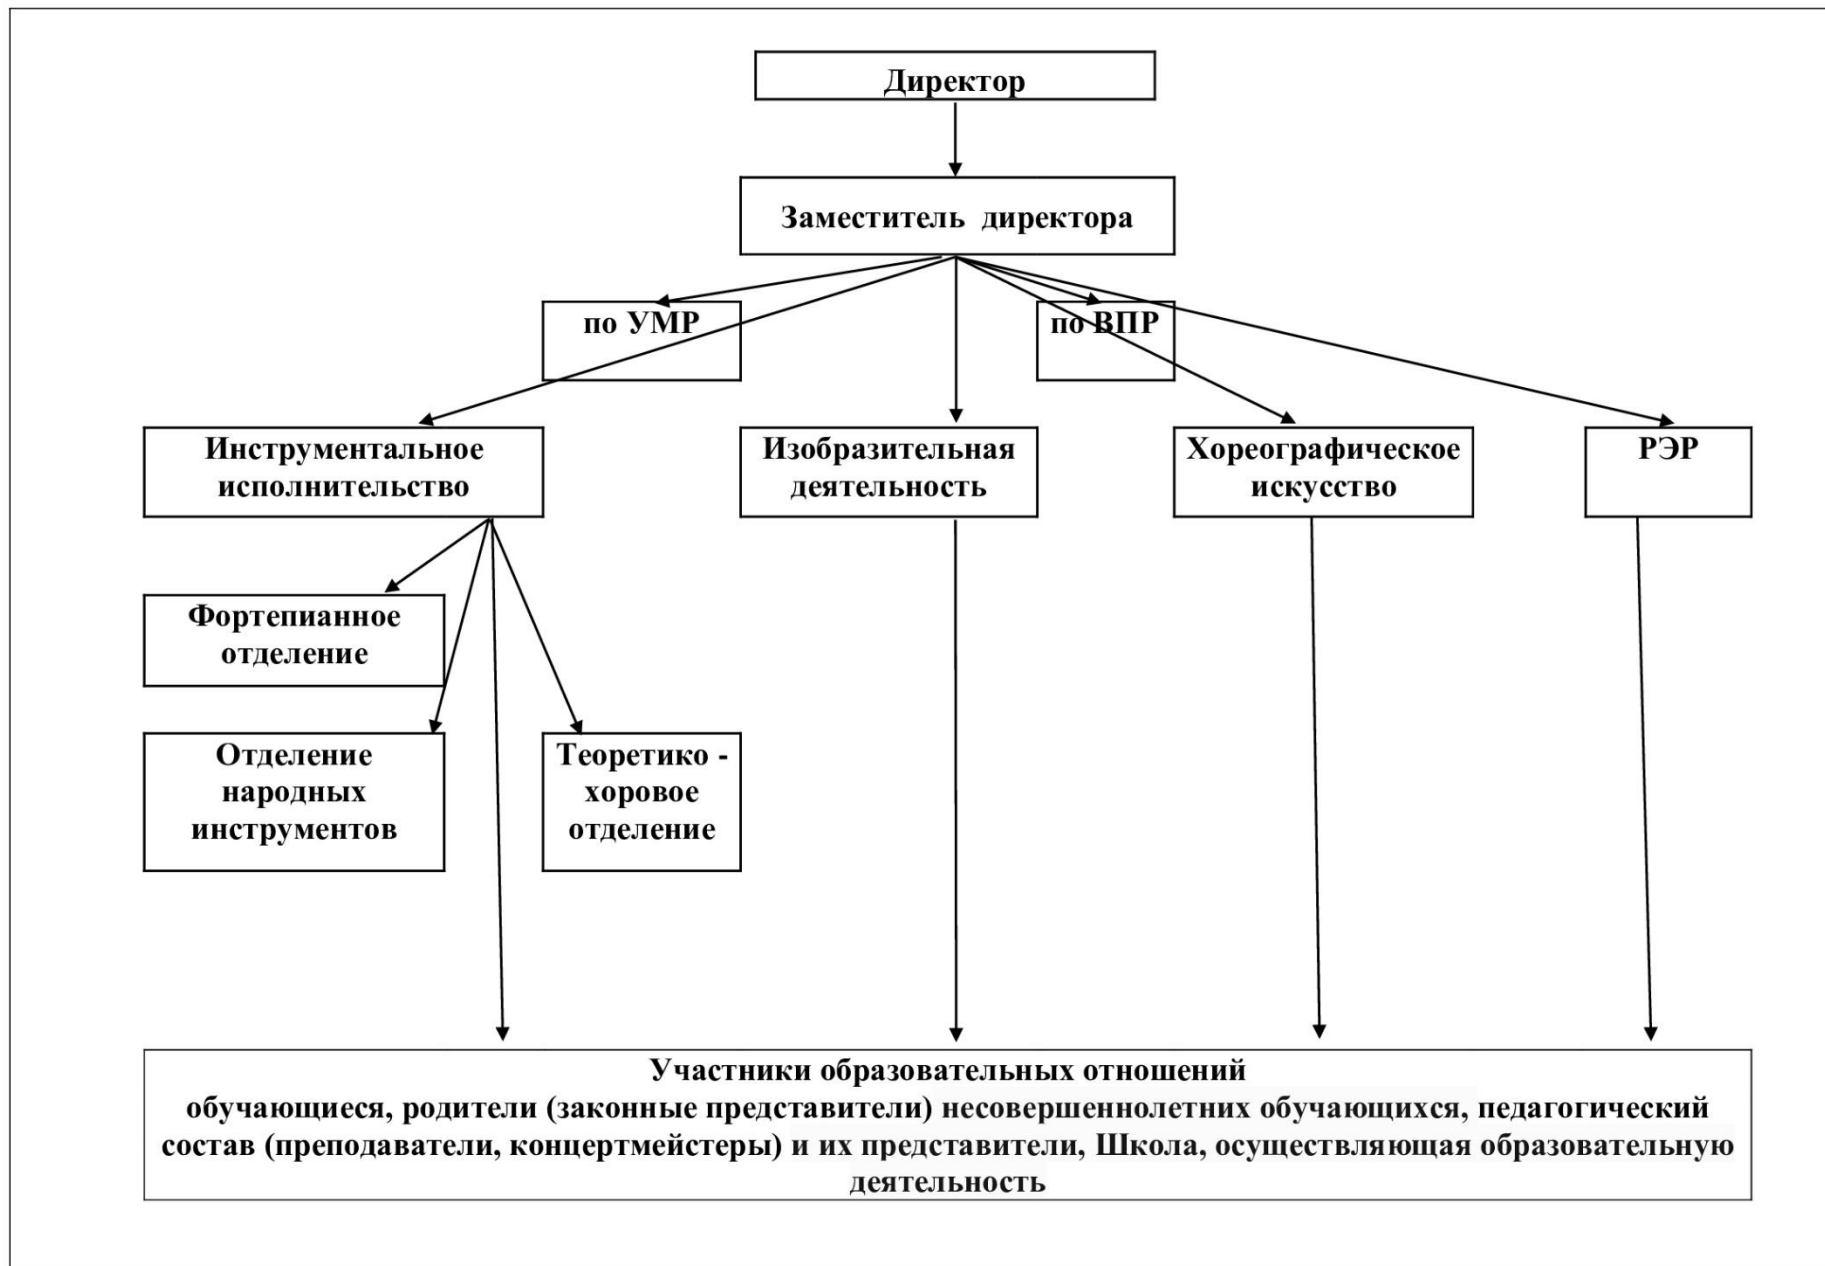 Директор
Заместитель директора
по УМР
по ВПР
Инструментальное
исполнительство
Изобразительная
деятельность
Хореографическое
искусство
РЭР
Фортепианное
отделение
Отделение
народных
инструментов
Теоретико -
хоровое
отделение
Участники образовательных отношений
обучающиеся, родители (законные представители) несовершеннолетних обучающихся, педагогический
состав (преподаватели, концертмейстеры) и их представители, Школа, осуществляющая образовательную
деятельность